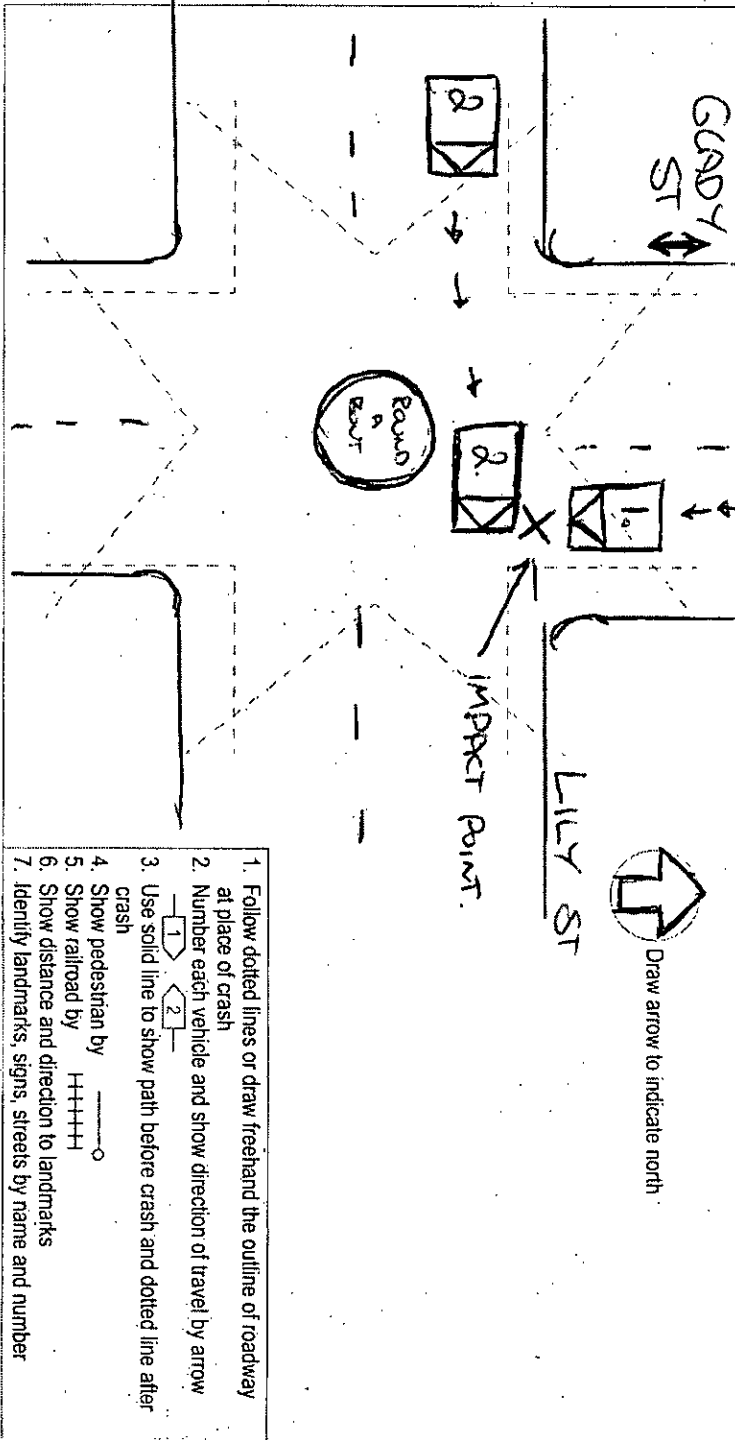 GUADY
ST
2
ROUND
A
BOUT
2.
1.
IMPACT POINT.
LILY ST
Draw arrow to indicate north
1. Follow dotted lines or draw freehand the outline of roadway
at place of crash
2. Number each vehicle and show direction of travel by arrow
1 2
3. Use solid line to show path before crash and dotted line after
crash
4. Show pedestrian by
5. Show railroad by
6. Show distance and direction to landmarks
7. Identify landmarks, signs, streets by name and number